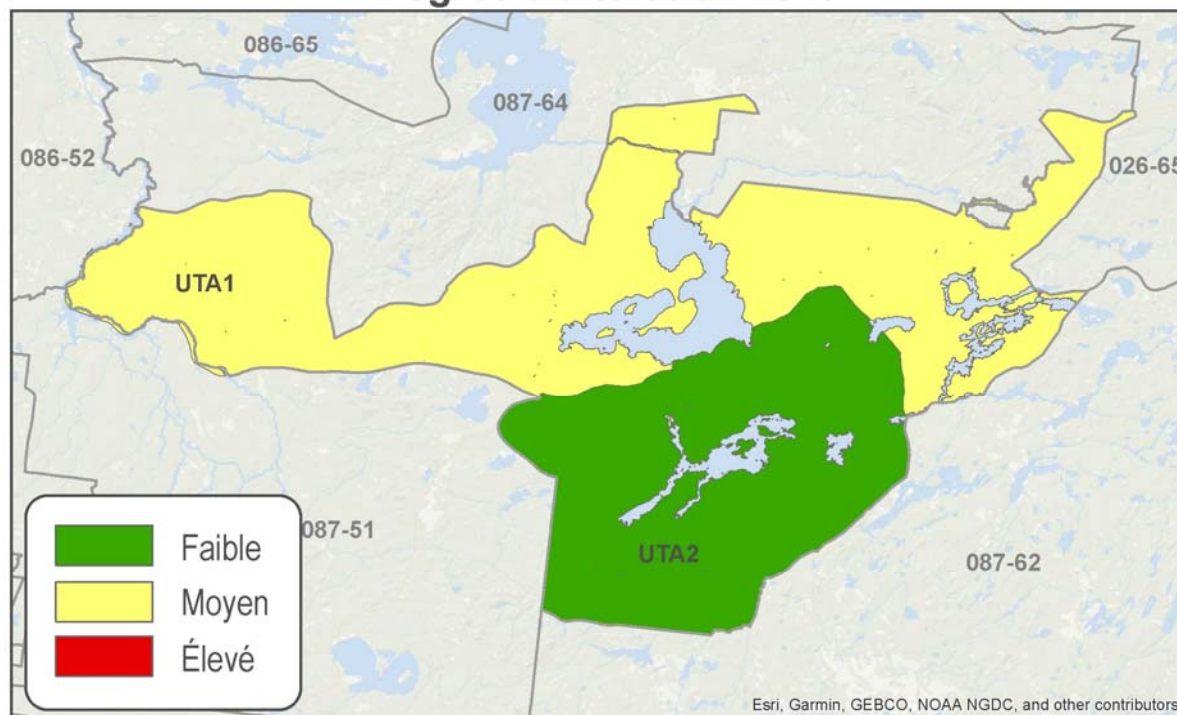 086-65
087-64
086-52
026-65
UTA1
087-51
UTA2
087-62
Faible
Moyen
Élevé
Esri, Garmin, GEBCO, NOAA NGDC, and other contributors